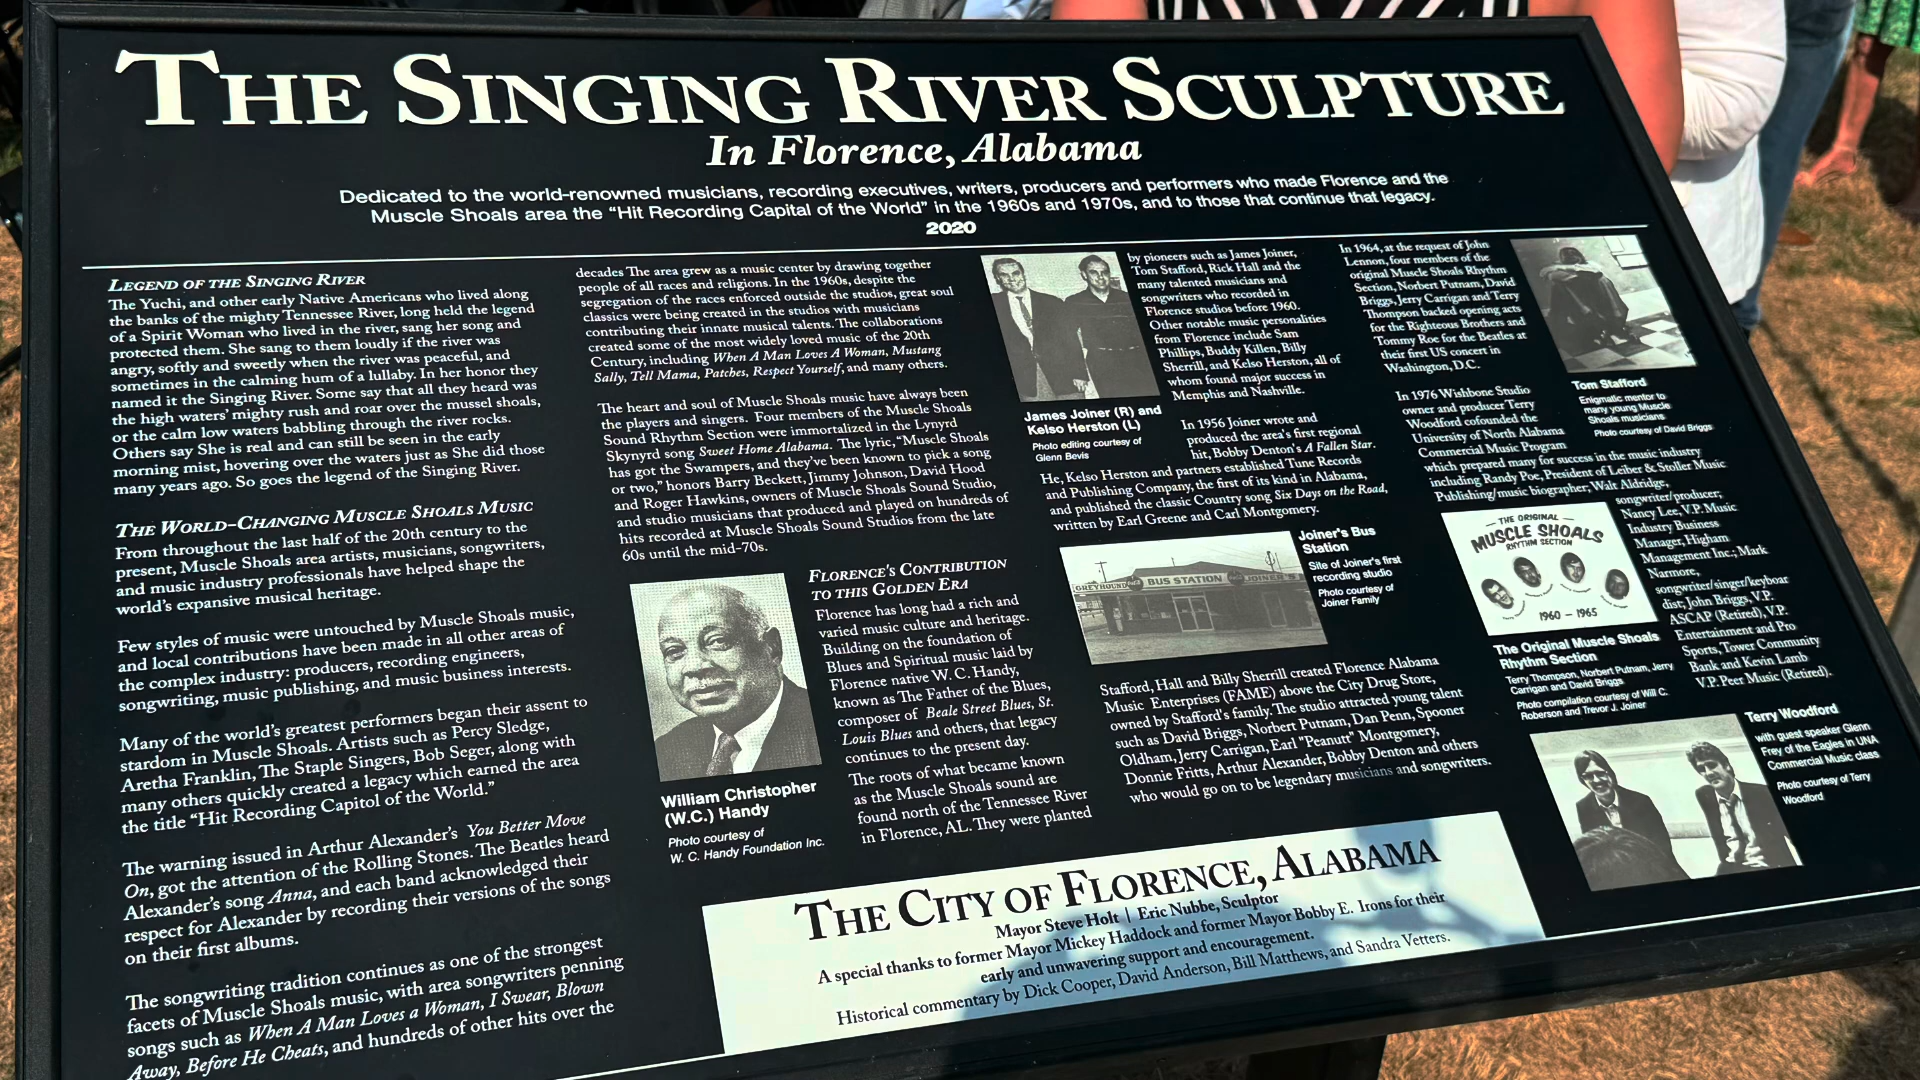 THE SINGING RIVER SCULPTURE
In Florence, Alabama
Dedicated to the world-renowned musicians, recording executives, writers, producers and performers who made Florence and the
Muscle Shoals area the “Hit Recording Capital of the World” in the 1960s and 1970s, and to those that continue that legacy.
2020
LEGEND OF THE SINGING RIVER
The Yuchi, and other early Native Americans who lived along
the banks of the mighty Tennessee River, long held the legend
of a Spirit Woman who lived in the river, sang her song and
protected them. She sang to them loudly if the river was
angry, softly and sweetly when the river was peaceful, and
sometimes in the calming hum of a lullaby. In her honor they
named it the Singing River. Some say that all they heard was
the high waters’ mighty rush and roar over the mussel shoals,
or the calm low waters babbling through the river rocks.
Others say She is real and can still be seen in the early
morning mist, hovering over the waters just as She did those
many years ago. So goes the legend of the Singing River.
THE WORLD-CHANGING MUSCLE SHOALS MUSIC
From throughout the last half of the 20th century to the
present, Muscle Shoals area artists, musicians, songwriters,
and music industry professionals have helped shape the
world’s expansive musical heritage.
Few styles of music were untouched by Muscle Shoals music,
and local contributions have been made in all other areas of
the complex industry: producers, recording engineers,
songwriting, music publishing, and music business interests.
Many of the world’s greatest performers began their assent to
stardom in Muscle Shoals. Artists such as Percy Sledge,
Aretha Franklin, The Staple Singers, Bob Seger, along with
many others quickly created a legacy which earned the area
the title “Hit Recording Capitol of the World.”
The warning issued in Arthur Alexander’s You Better Move
On, got the attention of the Rolling Stones. The Beatles heard
Alexander’s song Anna, and each band acknowledged their
respect for Alexander by recording their versions of the songs
on their first albums.
The songwriting tradition continues as one of the strongest
facets of Muscle Shoals music, with area songwriters penning
songs such as When A Man Loves a Woman, I Swear, Blown
Away, Before He Cheats, and hundreds of other hits over the
decades The area grew as a music center by drawing together
people of all races and religions. In the 1960s, despite the
segregation of the races enforced outside the studios, great soul
classics were being created in the studios with musicians
contributing their innate musical talents. The collaborations
created some of the most widely loved music of the 20th
Century, including When A Man Loves A Woman, Mustang
Sally, Tell Mama, Patches, Respect Yourself, and many others.
The heart and soul of Muscle Shoals music have always been
the players and singers. Four members of the Muscle Shoals
Sound Rhythm Section were immortalized in the Lynyrd
Skynyrd song Sweet Home Alabama. The lyric, “Muscle Shoals
has got the Swampers, and they’ve been known to pick a song
or two,” honors Barry Beckett, Jimmy Johnson, David Hood
and Roger Hawkins, owners of Muscle Shoals Sound Studio,
and studio musicians that produced and played on hundreds of
hits recorded at Muscle Shoals Sound Studios from the late
60s until the mid-70s.
William Christopher
(W.C.) Handy
Photo courtesy of
W. C. Handy Foundation Inc.
FLORENCE’S CONTRIBUTION
TO THIS GOLDEN ERA
Florence has long had a rich and
varied music culture and heritage.
Building on the foundation of
Blues and Spiritual music laid by
Florence native W. C. Handy,
known as The Father of the Blues,
composer of Beale Street Blues, St.
Louis Blues and others, that legacy
continues to the present day.
The roots of what became known
as the Muscle Shoals sound are
found north of the Tennessee River
in Florence, AL. They were planted
James Joiner (R) and
Kelso Herston (L)
Photo editing courtesy of
Glenn Bevis
by pioneers such as James Joiner,
Tom Stafford, Rick Hall and the
many talented musicians and
songwriters who recorded in
Florence studios before 1960.
Other notable music personalities
from Florence include Sam
Phillips, Buddy Killen, Billy
Sherrill, and Kelso Herston, all of
whom found major success in
Memphis and Nashville.
In 1956 Joiner wrote and
produced the area’s first regional
hit, Bobby Denton’s A Fallen Star.
He, Kelso Herston and partners established Tune Records
and Publishing Company, the first of its kind in Alabama,
and published the classic Country song Six Days on the Road,
written by Earl Greene and Carl Montgomery.
GREYHOUND BUS STATION JOINER'S
Joiner’s Bus
Station
Site of Joiner’s first
recording studio
Photo courtesy of
Joiner Family
Stafford, Hall and Billy Sherrill created Florence Alabama
Music Enterprises (FAME) above the City Drug Store,
owned by Stafford’s family. The studio attracted young talent
such as David Briggs, Norbert Putnam, Dan Penn, Spooner
Oldham, Jerry Carrigan, Earl "Peanutt" Montgomery,
Donnie Fritts, Arthur Alexander, Bobby Denton and others
who would go on to be legendary musicians and songwriters.
In 1964, at the request of John
Lennon, four members of the
original Muscle Shoals Rhythm
Section, Norbert Putnam, David
Briggs, Jerry Carrigan and Terry
Thompson backed opening acts
for the Righteous Brothers and
Tommy Roe for the Beatles at
their first US concert in
Washington, D.C.
Tom Stafford
Enigmatic mentor to
many young Muscle
Shoals musicians
Photo courtesy of David Briggs
In 1976 Wishbone Studio
owner and producer Terry
Woodford cofounded the
University of North Alabama
Commercial Music Program
which prepared many for success in the music industry
including Randy Poe, President of Leiber & Stoller Music
Publishing/music biographer, Walt Aldridge,
songwriter/producer;
Nancy Lee, V.P. Music
Industry Business
Manager, Higham
Management Inc.; Mark
Narmore,
songwriter/singer/keyboar
dist; John Briggs, V.P.
ASCAP (Retired), V.P.
Entertainment and Pro
Sports, Tower Community
Bank and Kevin Lamb
V.P. Peer Music (Retired).
THE ORIGINAL
MUSCLE SHOALS
RHYTHM SECTION
1960 – 1965
The Original Muscle Shoals
Rhythm Section
Terry Thompson, Norbert Putnam, Jerry
Carrigan and David Briggs
Photo compilation courtesy of Will C.
Roberson and Trevor J. Joiner
Terry Woodford
with guest speaker Glenn
Frey of the Eagles in UNA
Commercial Music class
Photo courtesy of Terry
Woodford
THE CITY OF FLORENCE, ALABAMA
Mayor Steve Holt | Eric Nubbe, Sculptor
A special thanks to former Mayor Mickey Haddock and former Mayor Bobby E. Irons for their
early and unwavering support and encouragement.
Historical commentary by Dick Cooper, David Anderson, Bill Matthews, and Sandra Vetters.